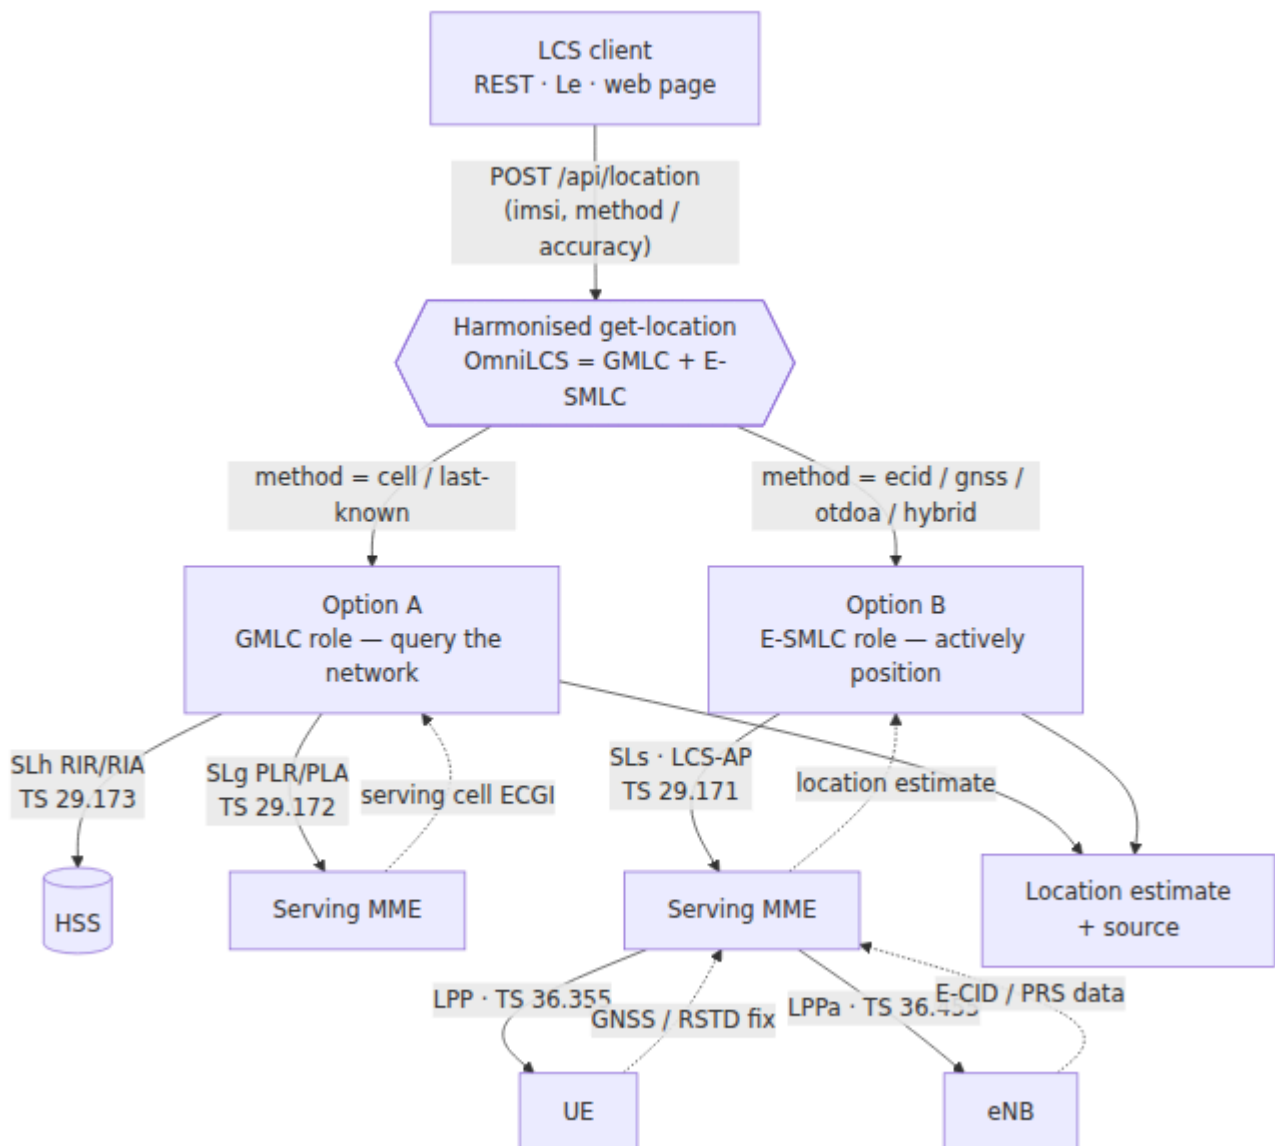 LCS client
REST · Le · web page
POST /api/location
(imsi, method /
accuracy)
Harmonised get-location
OmniLCS = GMLC + E-
SMLC
method = cell / last-
known
method = ecid / gnss /
otdoa / hybrid
Option A
GMLC role — query the
network
Option B
E-SMLC role — actively
position
SLh RIR/RIA
TS 29.173
SLg PLR/PLA
TS 29.172
serving cell ECGI
SLs · LCS-AP
TS 29.171
location estimate
HSS
Serving MME
Serving MME
Location estimate
+ source
LPP · TS 36.355
GNSS / RSTD fix
LPPa · TS
E-CID / PRS data
UE
eNB